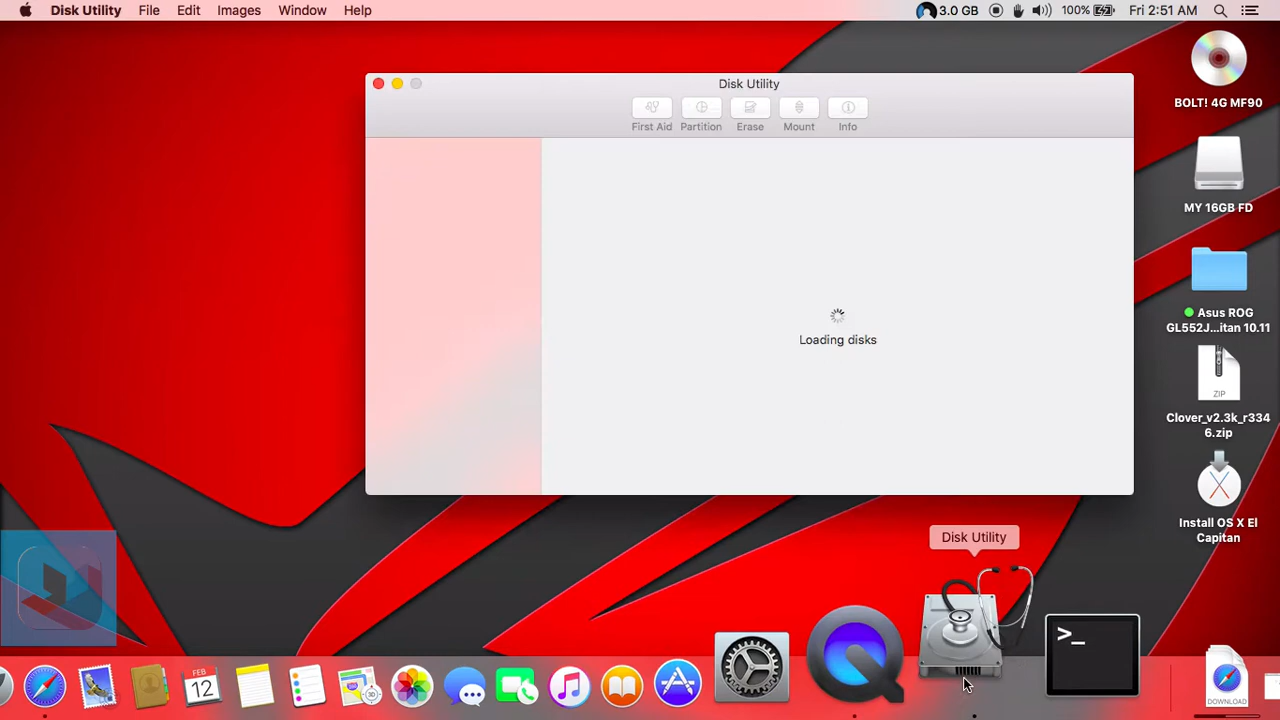 Disk Utility File Edit Images Window Help 3.0 GB 100% Fri 2:51 AM
Disk Utility
First Aid Partition Erase Mount Info
Loading disks
BOLT! 4G MF90
MY 16GB FD
Asus ROG
GL552J...itan 10.11
ZIP
Clover_v2.3k_r334
6.zip
Install OS X El
Capitan
Disk Utility
>_
FEB
12
DOWNLOAD